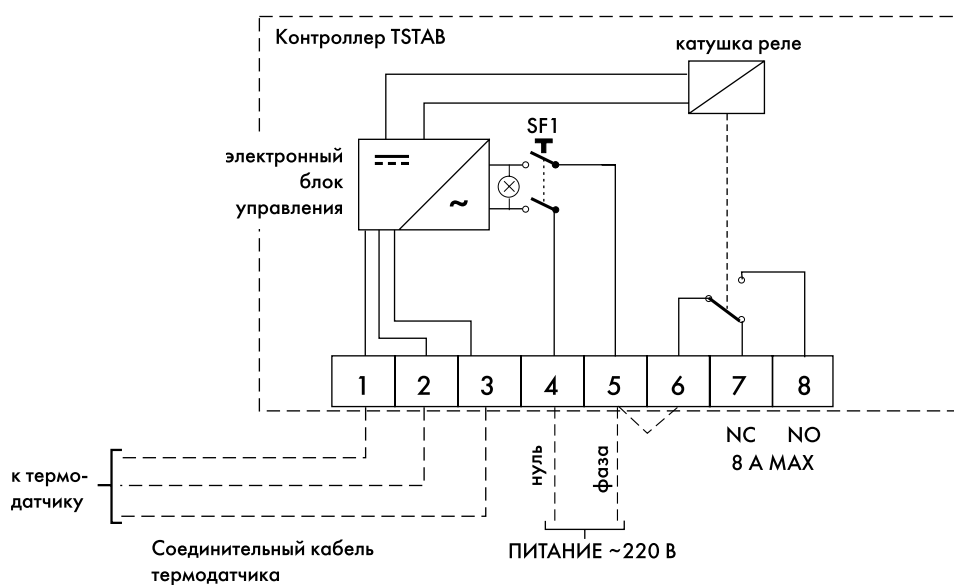 Контроллер TSTAB
катушка реле
SF1
электронный
блок
управления
~
1 2 3 4 5 6 7 8
NC NO
8 A MAX
нуль
фаза
к термо-
датчику
ПИТАНИЕ ~220 В
Соединительный кабель
термодатчика